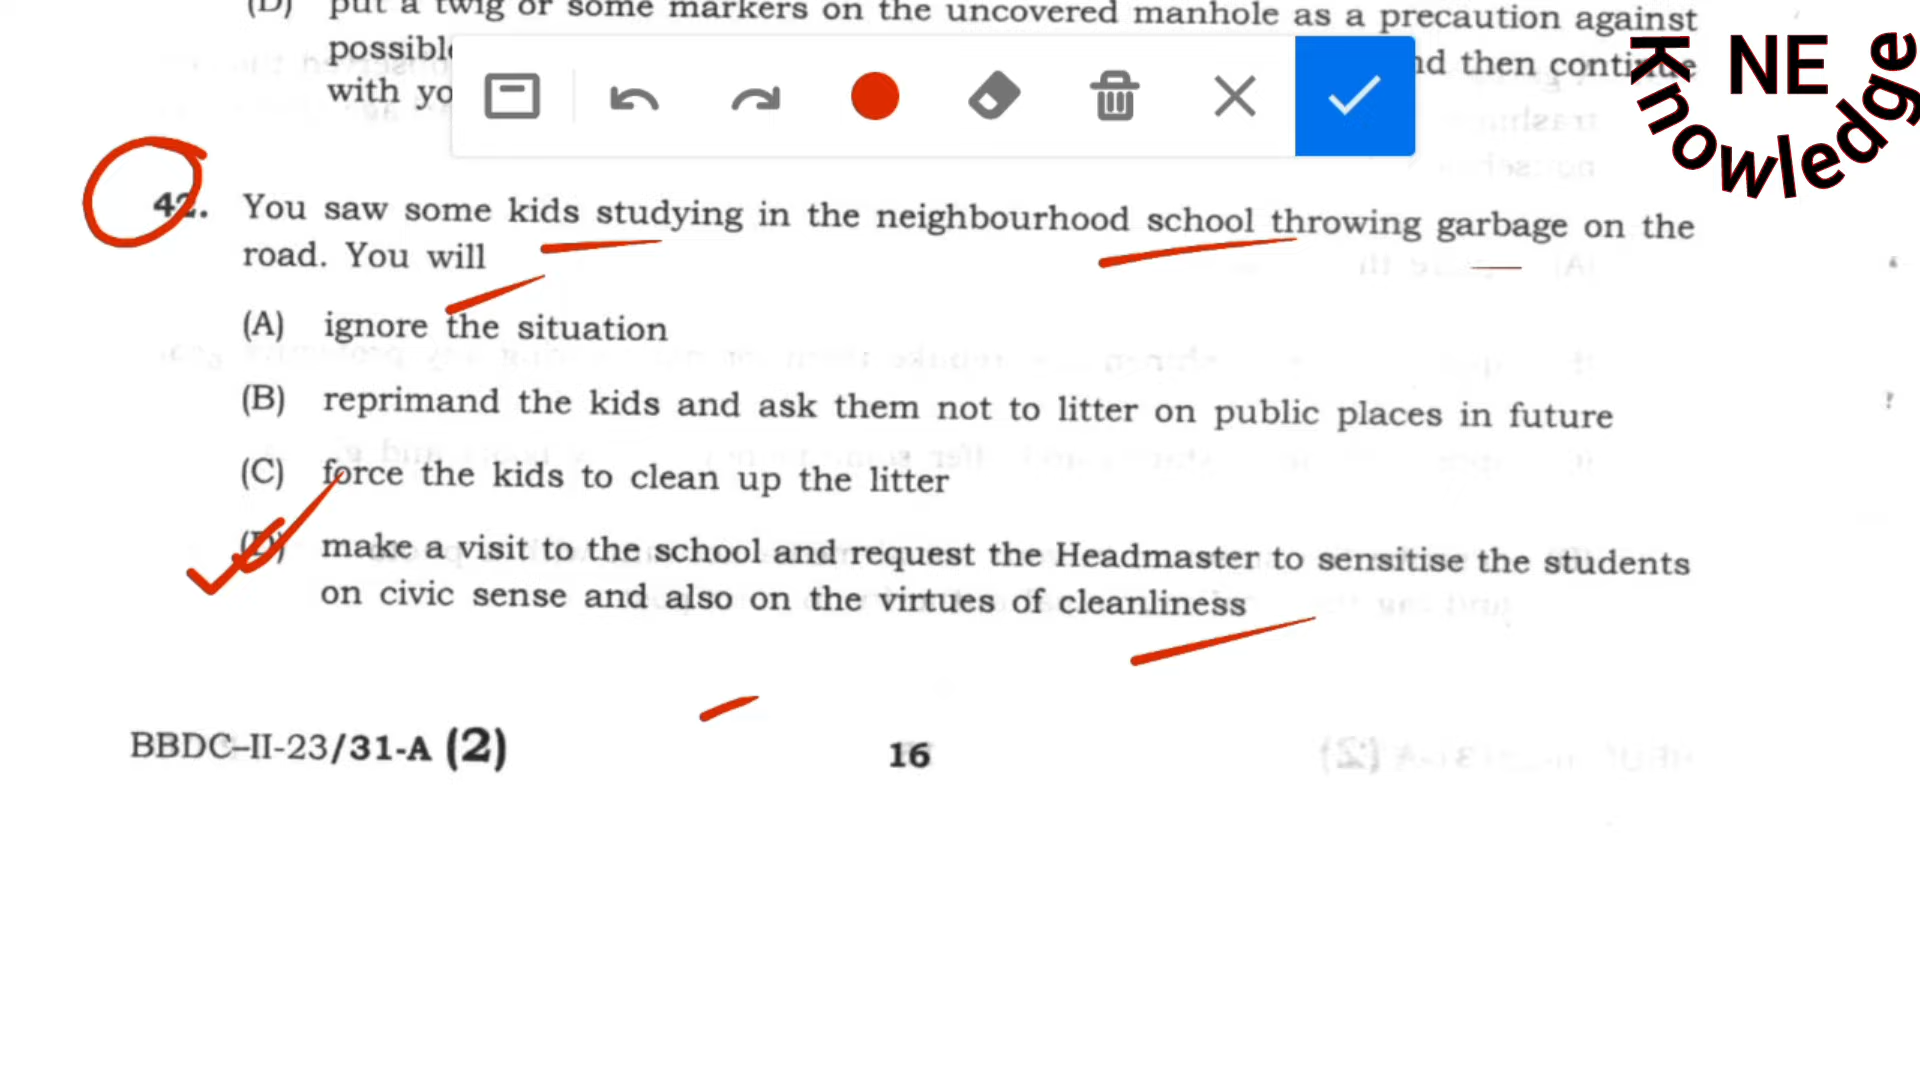 (D) put a twig or some markers on the uncovered manhole as a precaution against
possible nd then continue
with yo
NE
Knowledge
42. You saw some kids studying in the neighbourhood school throwing garbage on the
road. You will
(A) ignore the situation
(B) reprimand the kids and ask them not to litter on public places in future
(C) force the kids to clean up the litter
(D) make a visit to the school and request the Headmaster to sensitise the students
on civic sense and also on the virtues of cleanliness
BBDC–II-23/31-A (2) 16